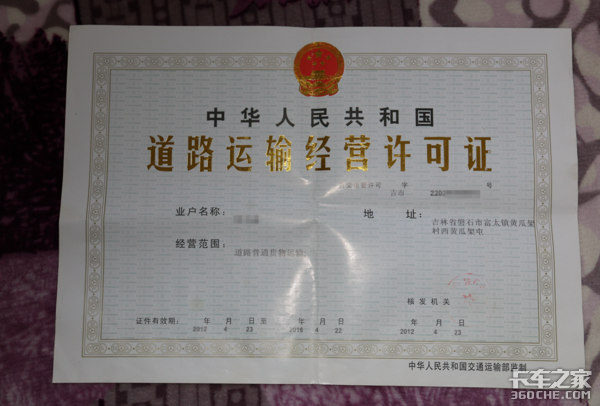 中华人民共和国
道路运输经营许可证
字 号
吉市 220
业户名称:
地 址: 吉林省磐石市富太镇黄瓜架
村西黄瓜架屯
经营范围: 道路普通货物运输;
核发机关
证件有效期: 年 月 日 至 年 月 日 年 月 日
2012 4 23 2016 4 22 2012 4 23
中华人民共和国交通运输部监制
卡车之家
360CHE.COM